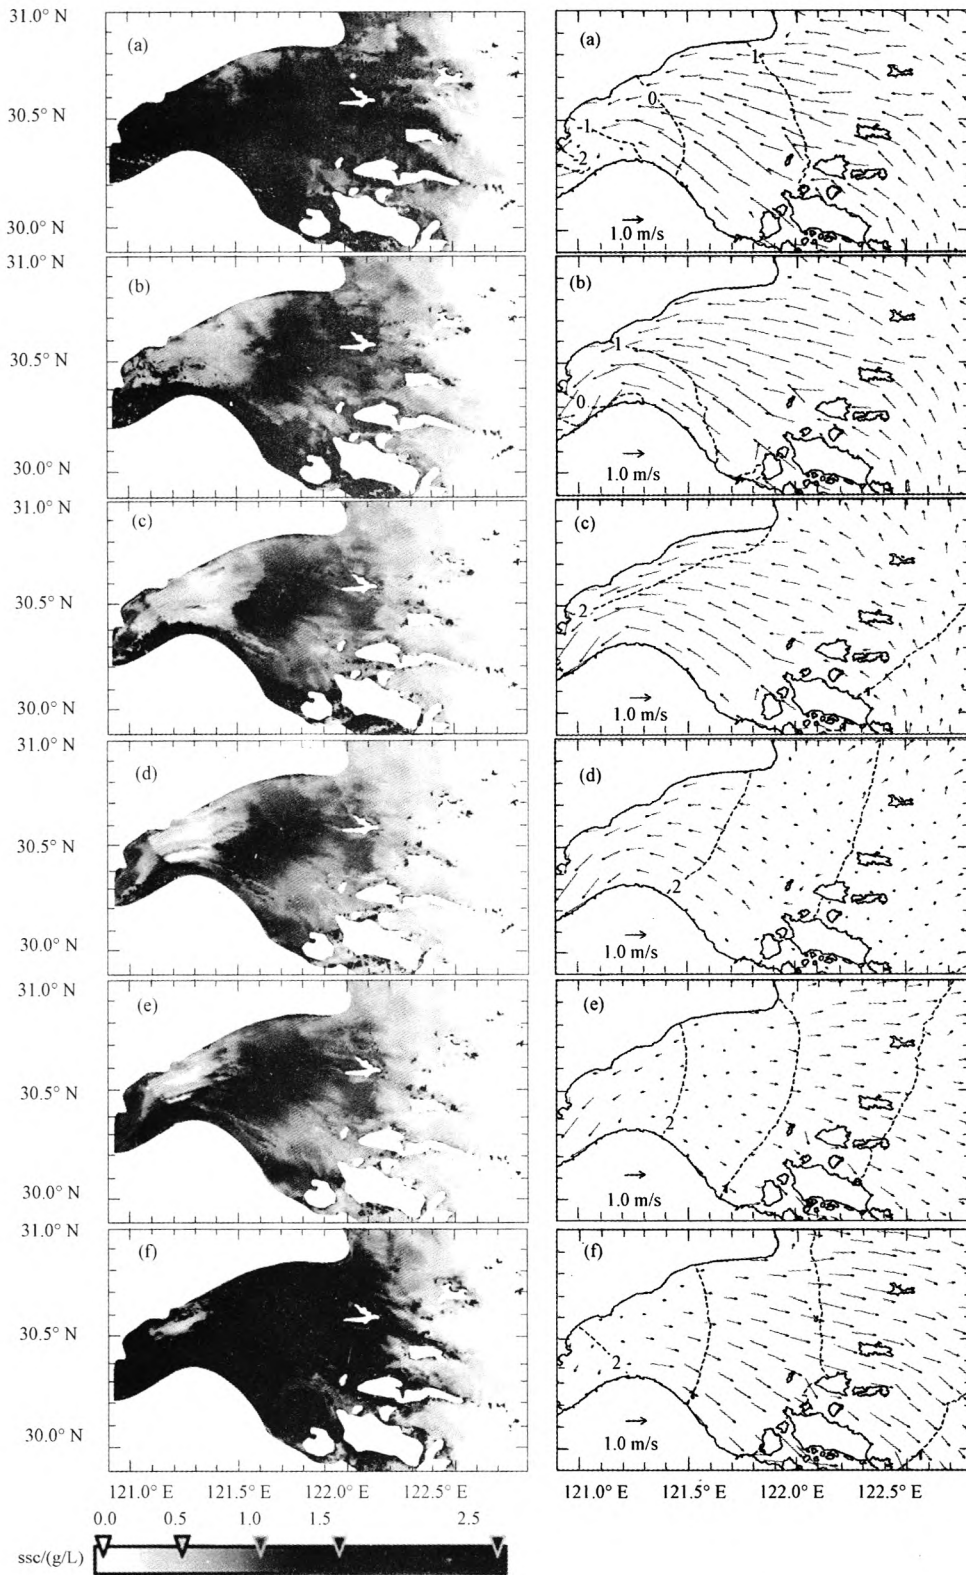 31.0° N
30.5° N
30.0° N
(a)
(a)
1
0
-1
-2
1.0 m/s
31.0° N
30.5° N
30.0° N
(b)
(b)
1
0
1.0 m/s
31.0° N
30.5° N
30.0° N
(c)
(c)
2
1.0 m/s
31.0° N
30.5° N
30.0° N
(d)
(d)
2
1.0 m/s
31.0° N
30.5° N
30.0° N
(e)
(e)
2
1.0 m/s
31.0° N
30.5° N
30.0° N
(f)
(f)
2
1.0 m/s
121.0° E 121.5° E 122.0° E 122.5° E
121.0° E 121.5° E 122.0° E 122.5° E
0.0 0.5 1.0 1.5 2.5
ssc/(g/L)